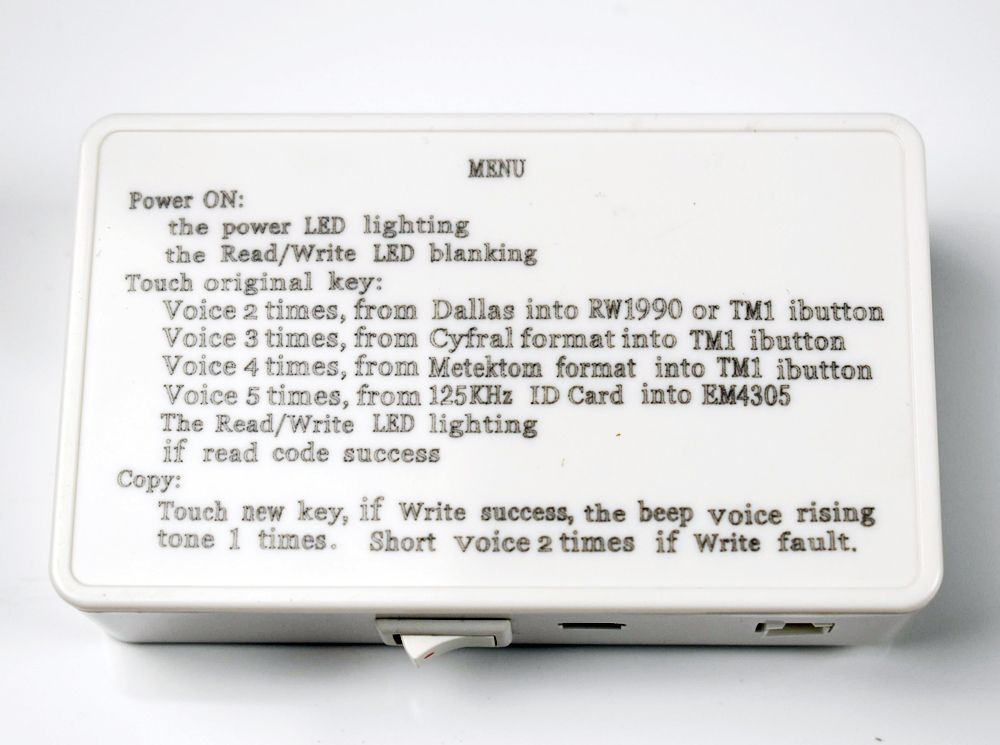 MENU
Power ON:
the power LED lighting
the Read/Write LED blanking
Touch original key:
Voice 2 times, from Dallas into RW1990 or TM1 ibutton
Voice 3 times, from Cyfral format into TM1 ibutton
Voice 4 times, from Metektom format into TM1 ibutton
Voice 5 times, from 125KHz ID Card into EM4305
The Read/Write LED lighting
if read code success
Copy:
Touch new key, if Write success, the beep voice rising
tone 1 times. Short voice 2 times if Write fault.